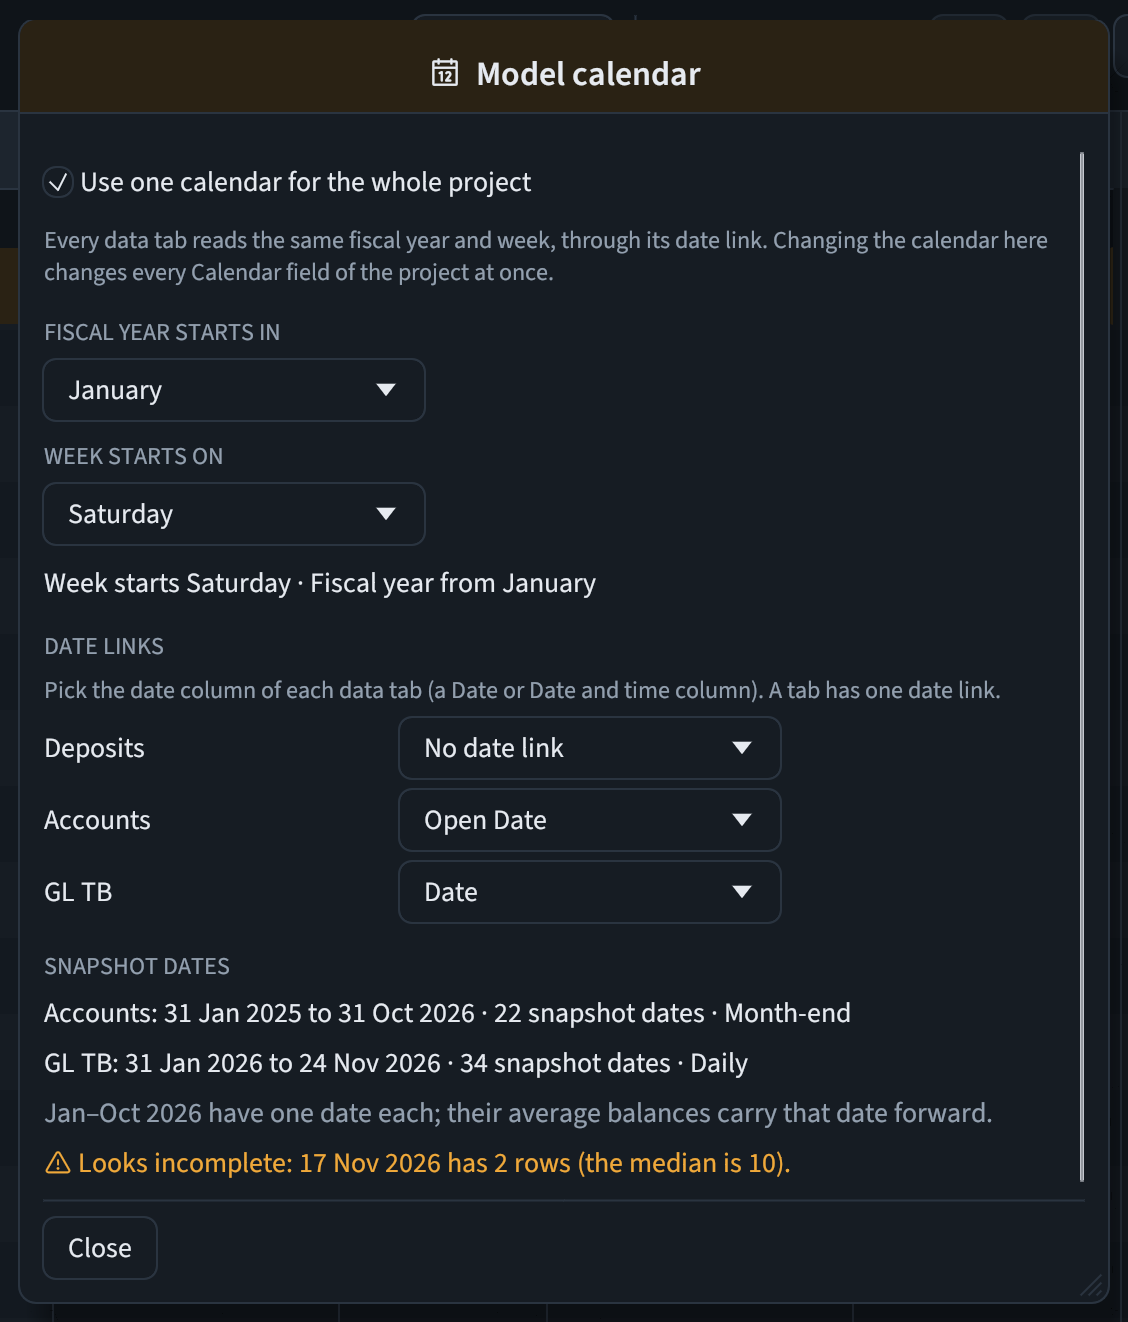 12 Model calendar
Use one calendar for the whole project
Every data tab reads the same fiscal year and week, through its date link. Changing the calendar here
changes every Calendar field of the project at once.
FISCAL YEAR STARTS IN
January
WEEK STARTS ON
Saturday
Week starts Saturday · Fiscal year from January
DATE LINKS
Pick the date column of each data tab (a Date or Date and time column). A tab has one date link.
Deposits No date link
Accounts Open Date
GL TB Date
SNAPSHOT DATES
Accounts: 31 Jan 2025 to 31 Oct 2026 · 22 snapshot dates · Month-end
GL TB: 31 Jan 2026 to 24 Nov 2026 · 34 snapshot dates · Daily
Jan–Oct 2026 have one date each; their average balances carry that date forward.
Looks incomplete: 17 Nov 2026 has 2 rows (the median is 10).
Close